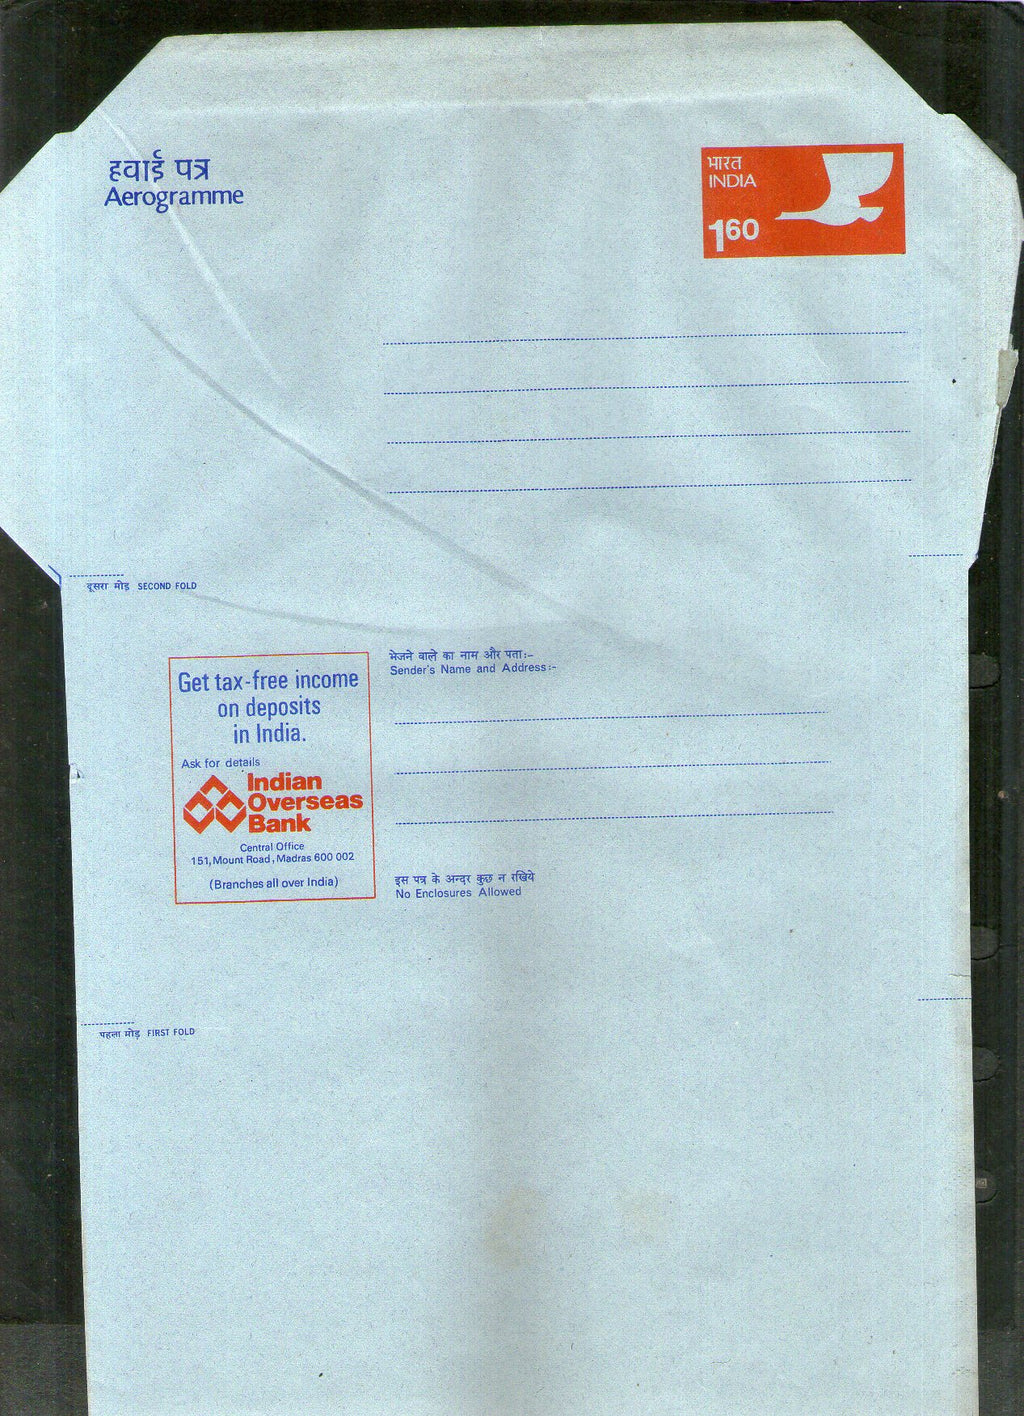 हवाई पत्र
Aerogramme
भारत
INDIA
160
दूसरा मोड़ SECOND FOLD
भेजने वाले का नाम और पता:-
Sender's Name and Address:-
Get tax-free income
on deposits
in India.
Ask for details
Indian
Overseas
Bank
Central Office
151, Mount Road, Madras 600 002
(Branches all over India)
इस पत्र के अन्दर कुछ न रखिये
No Enclosures Allowed
पहला मोड़ FIRST FOLD